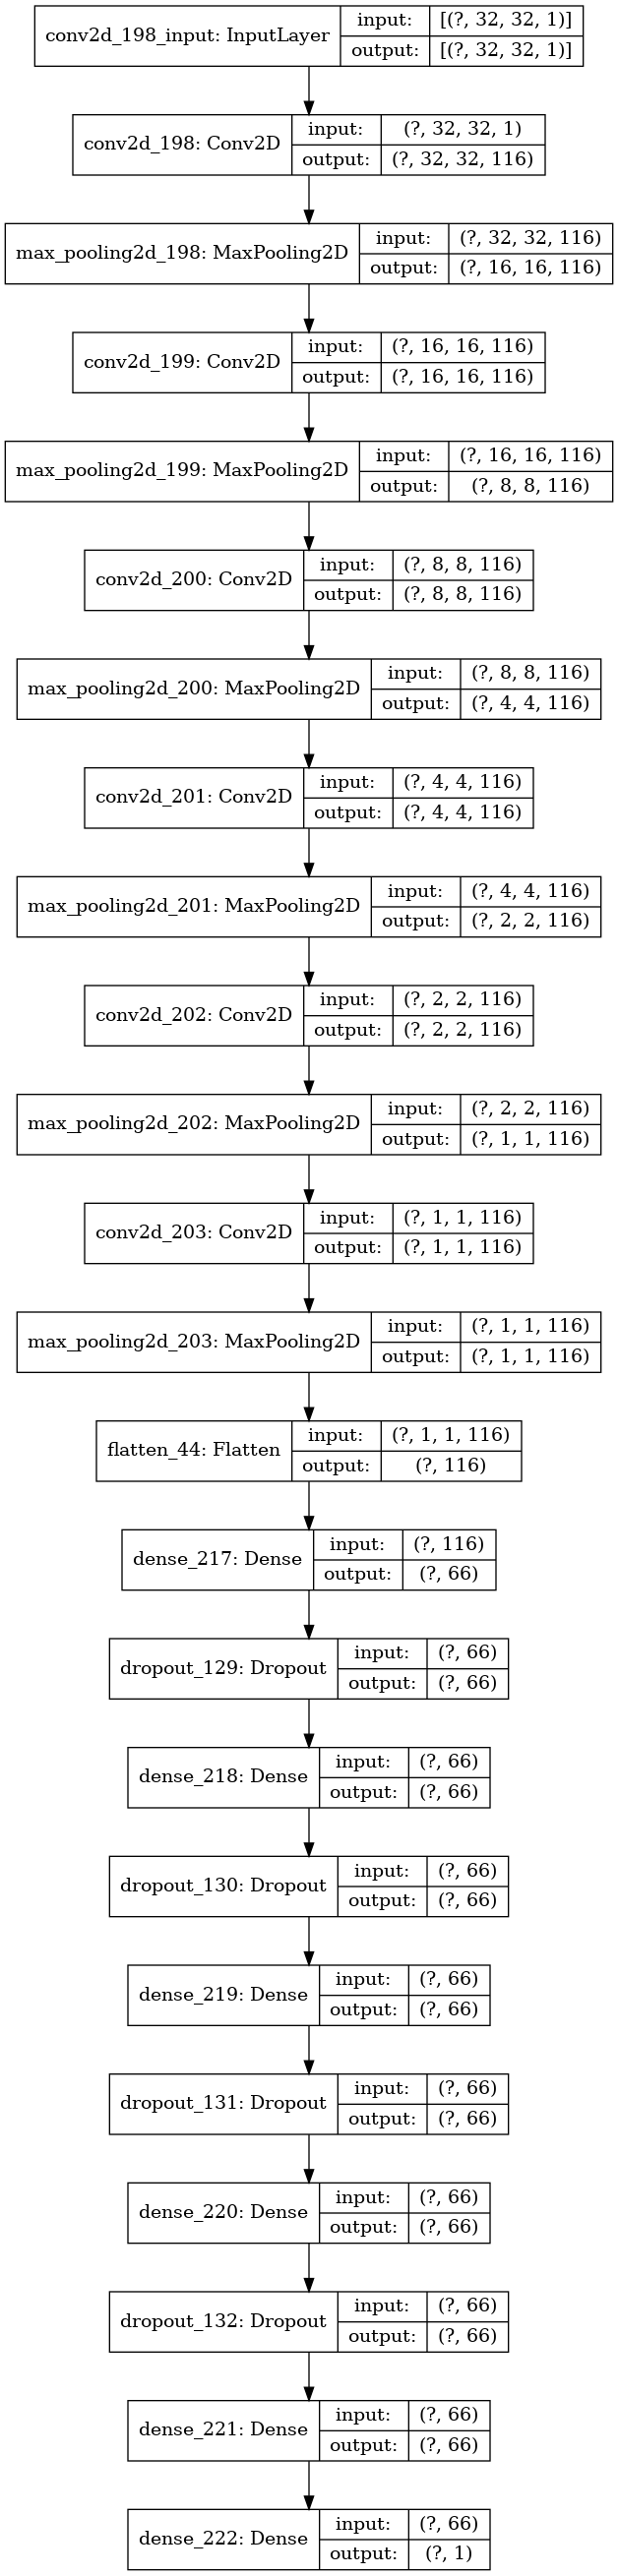 conv2d_198_input: InputLayer
input: [(?, 32, 32, 1)]
output: [(?, 32, 32, 1)]
conv2d_198: Conv2D
input: (?, 32, 32, 1)
output: (?, 32, 32, 116)
max_pooling2d_198: MaxPooling2D
input: (?, 32, 32, 116)
output: (?, 16, 16, 116)
conv2d_199: Conv2D
input: (?, 16, 16, 116)
output: (?, 16, 16, 116)
max_pooling2d_199: MaxPooling2D
input: (?, 16, 16, 116)
output: (?, 8, 8, 116)
conv2d_200: Conv2D
input: (?, 8, 8, 116)
output: (?, 8, 8, 116)
max_pooling2d_200: MaxPooling2D
input: (?, 8, 8, 116)
output: (?, 4, 4, 116)
conv2d_201: Conv2D
input: (?, 4, 4, 116)
output: (?, 4, 4, 116)
max_pooling2d_201: MaxPooling2D
input: (?, 4, 4, 116)
output: (?, 2, 2, 116)
conv2d_202: Conv2D
input: (?, 2, 2, 116)
output: (?, 2, 2, 116)
max_pooling2d_202: MaxPooling2D
input: (?, 2, 2, 116)
output: (?, 1, 1, 116)
conv2d_203: Conv2D
input: (?, 1, 1, 116)
output: (?, 1, 1, 116)
max_pooling2d_203: MaxPooling2D
input: (?, 1, 1, 116)
output: (?, 1, 1, 116)
flatten_44: Flatten
input: (?, 1, 1, 116)
output: (?, 116)
dense_217: Dense
input: (?, 116)
output: (?, 66)
dropout_129: Dropout
input: (?, 66)
output: (?, 66)
dense_218: Dense
input: (?, 66)
output: (?, 66)
dropout_130: Dropout
input: (?, 66)
output: (?, 66)
dense_219: Dense
input: (?, 66)
output: (?, 66)
dropout_131: Dropout
input: (?, 66)
output: (?, 66)
dense_220: Dense
input: (?, 66)
output: (?, 66)
dropout_132: Dropout
input: (?, 66)
output: (?, 66)
dense_221: Dense
input: (?, 66)
output: (?, 66)
dense_222: Dense
input: (?, 66)
output: (?, 1)